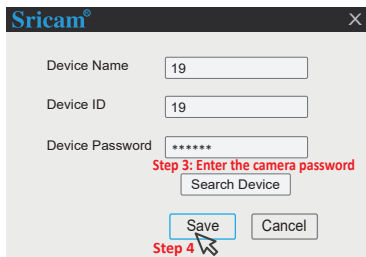 Sricam® X
Device Name 19
Device ID 19
Device Password ******
Step 3: Enter the camera password
Search Device
Save Cancel
Step 4